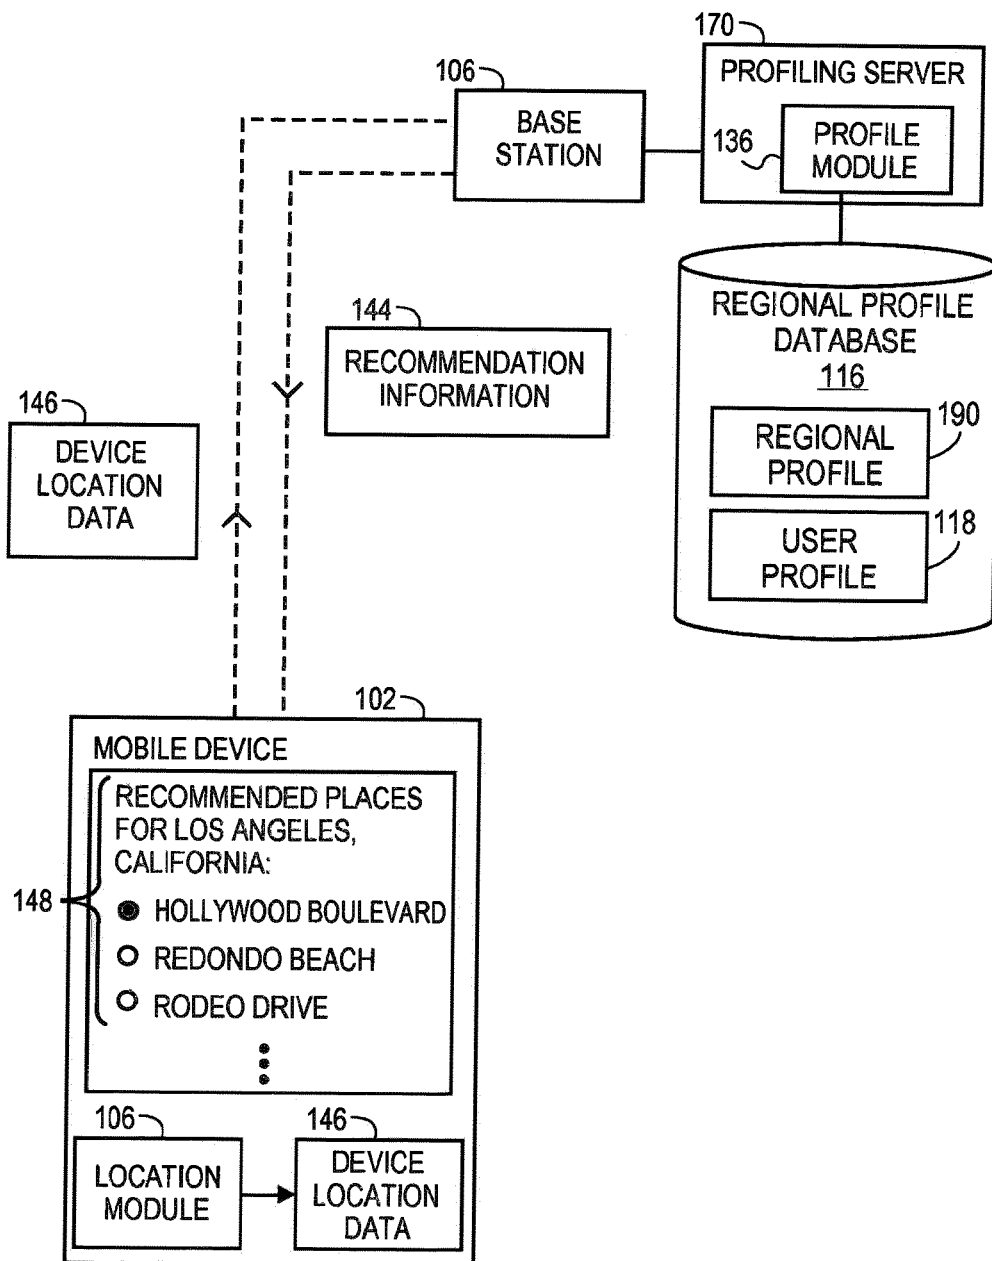 170
PROFILING SERVER
106
BASE
STATION
136
PROFILE
MODULE
144
RECOMMENDATION
INFORMATION
REGIONAL PROFILE
DATABASE
116
146
DEVICE
LOCATION
DATA
190
REGIONAL
PROFILE
118
USER
PROFILE
102
MOBILE DEVICE
RECOMMENDED PLACES
FOR LOS ANGELES,
CALIFORNIA:
148
HOLLYWOOD BOULEVARD
REDONDO BEACH
RODEO DRIVE
106
LOCATION
MODULE
146
DEVICE
LOCATION
DATA